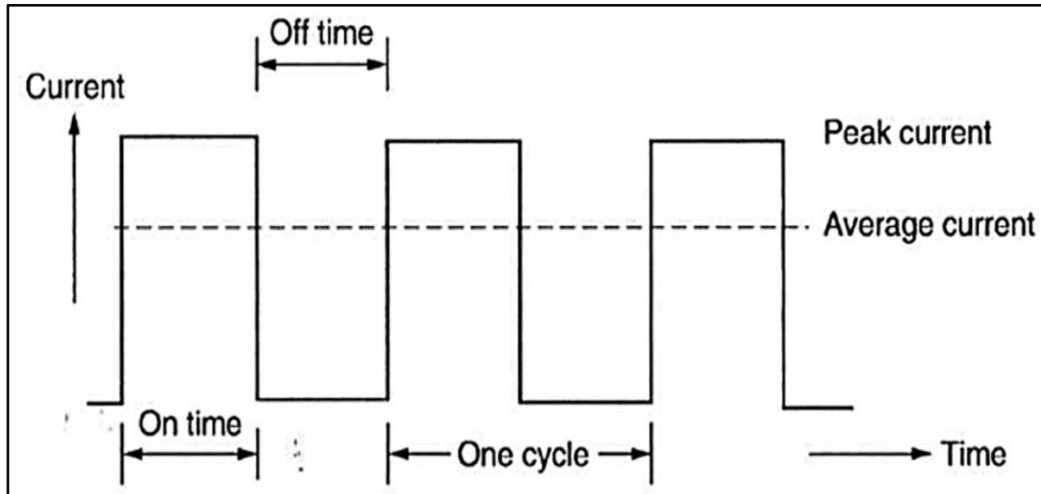 Off time
Current
Peak current
Average current
On time
One cycle
Time